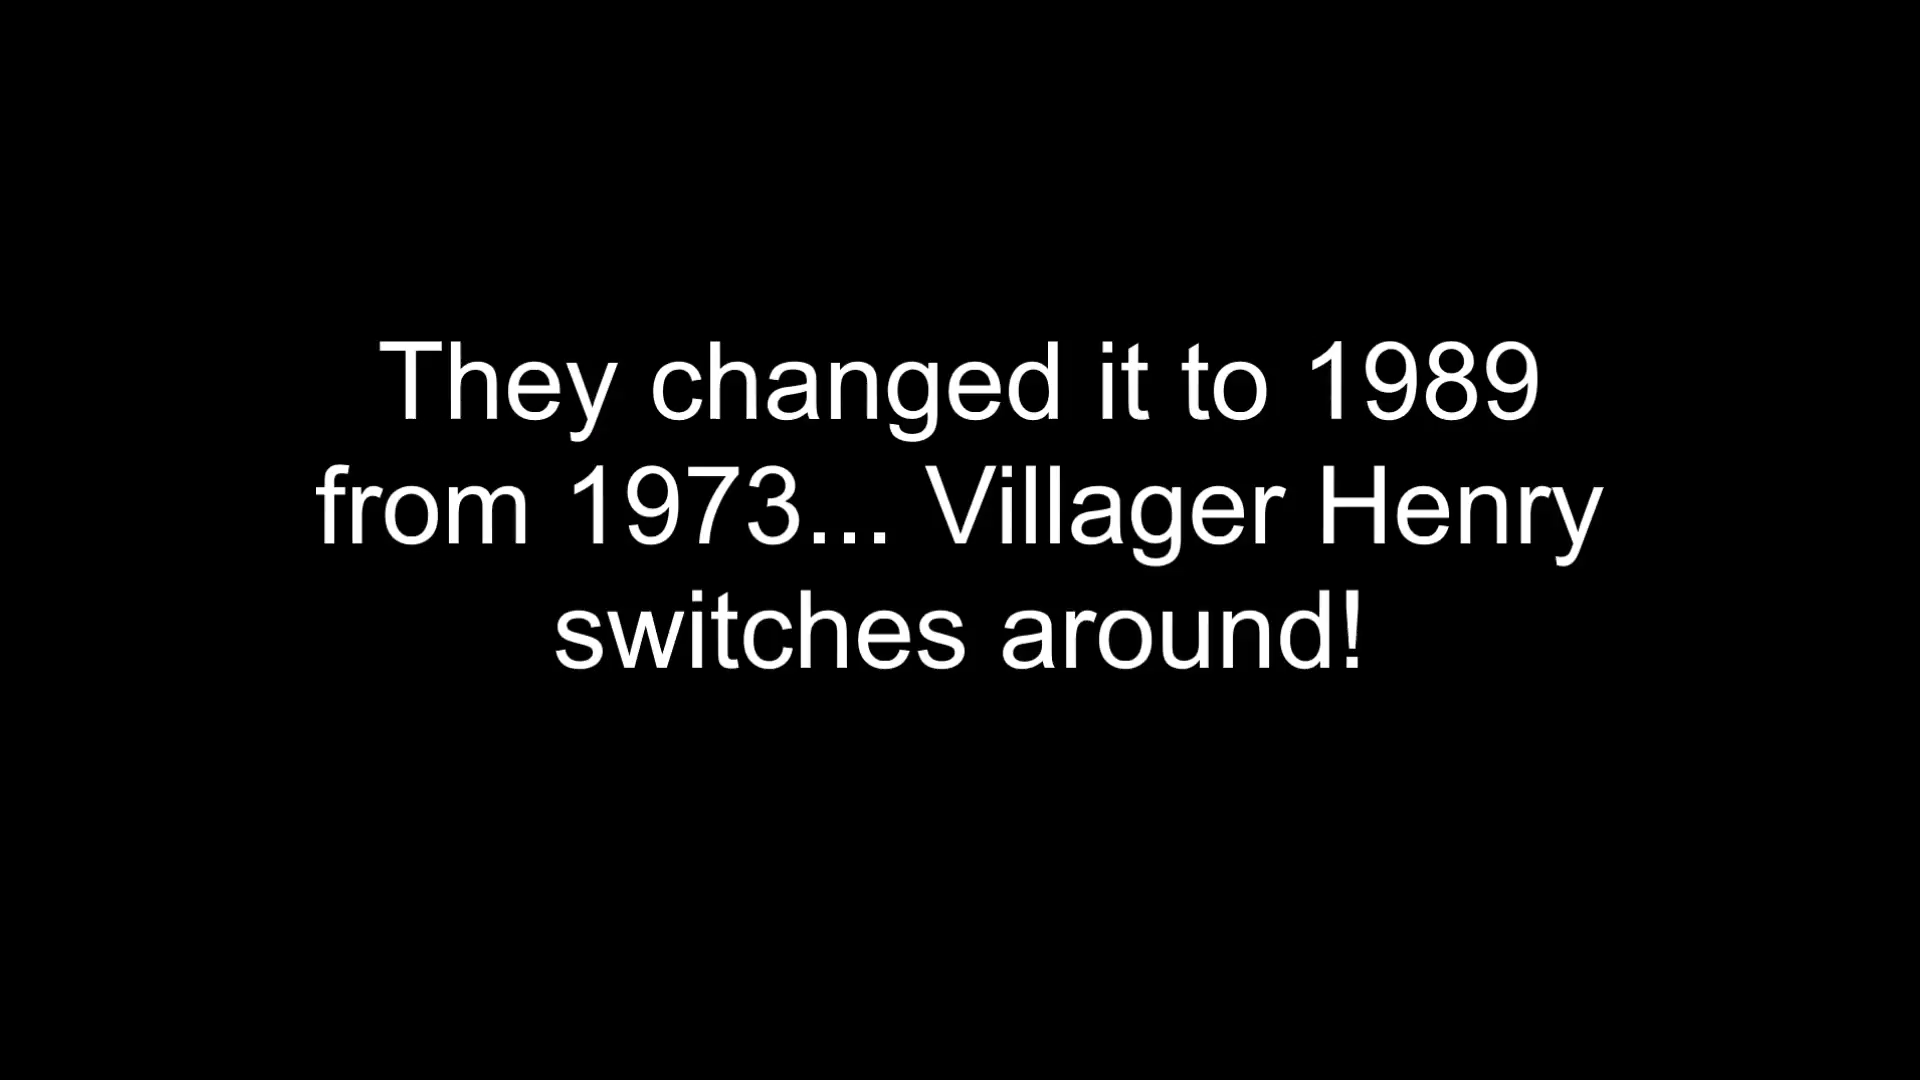 They changed it to 1989
from 1973... Villager Henry
switches around!